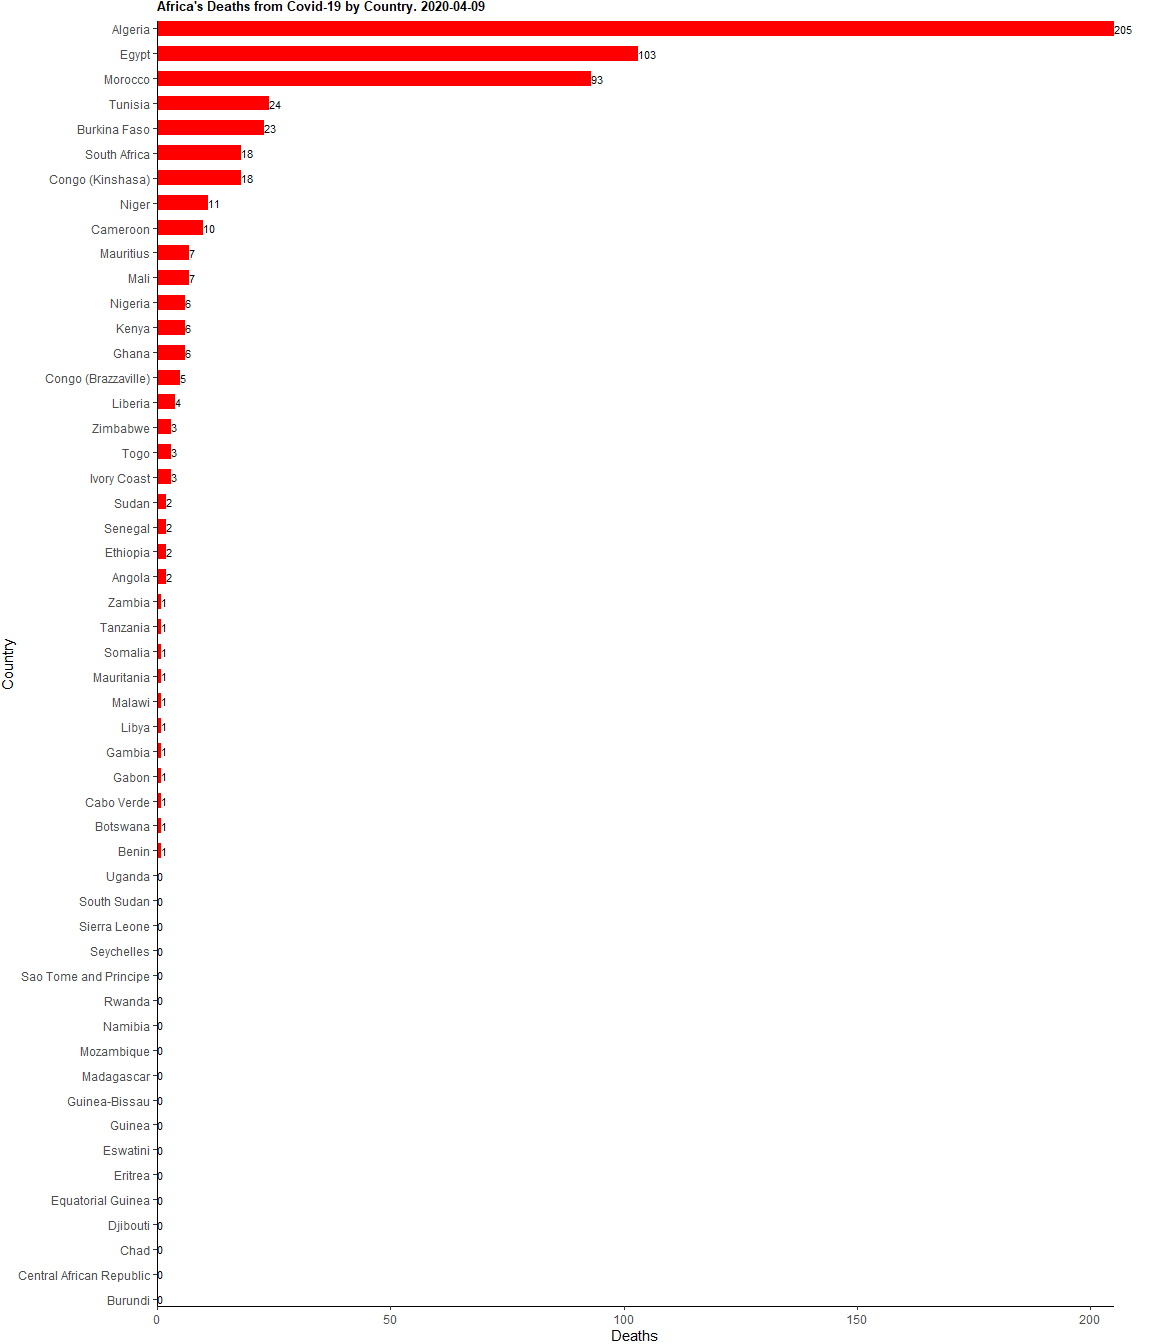 Africa's Deaths from Covid-19 by Country. 2020-04-09
Algeria 205
Egypt 103
Morocco 93
Tunisia 24
Burkina Faso 23
South Africa 18
Congo (Kinshasa) 18
Niger 11
Cameroon 10
Mauritius 7
Mali 7
Nigeria 6
Kenya 6
Ghana 6
Congo (Brazzaville) 5
Liberia 4
Zimbabwe 3
Togo 3
Ivory Coast 3
Sudan 2
Senegal 2
Ethiopia 2
Angola 2
Zambia 1
Tanzania 1
Somalia 1
Mauritania 1
Malawi 1
Libya 1
Gambia 1
Gabon 1
Cabo Verde 1
Botswana 1
Benin 1
Uganda 0
South Sudan 0
Sierra Leone 0
Seychelles 0
Sao Tome and Principe 0
Rwanda 0
Namibia 0
Mozambique 0
Madagascar 0
Guinea-Bissau 0
Guinea 0
Eswatini 0
Eritrea 0
Equatorial Guinea 0
Djibouti 0
Chad 0
Central African Republic 0
Burundi 0
0 50 100 150 200
Deaths
Country